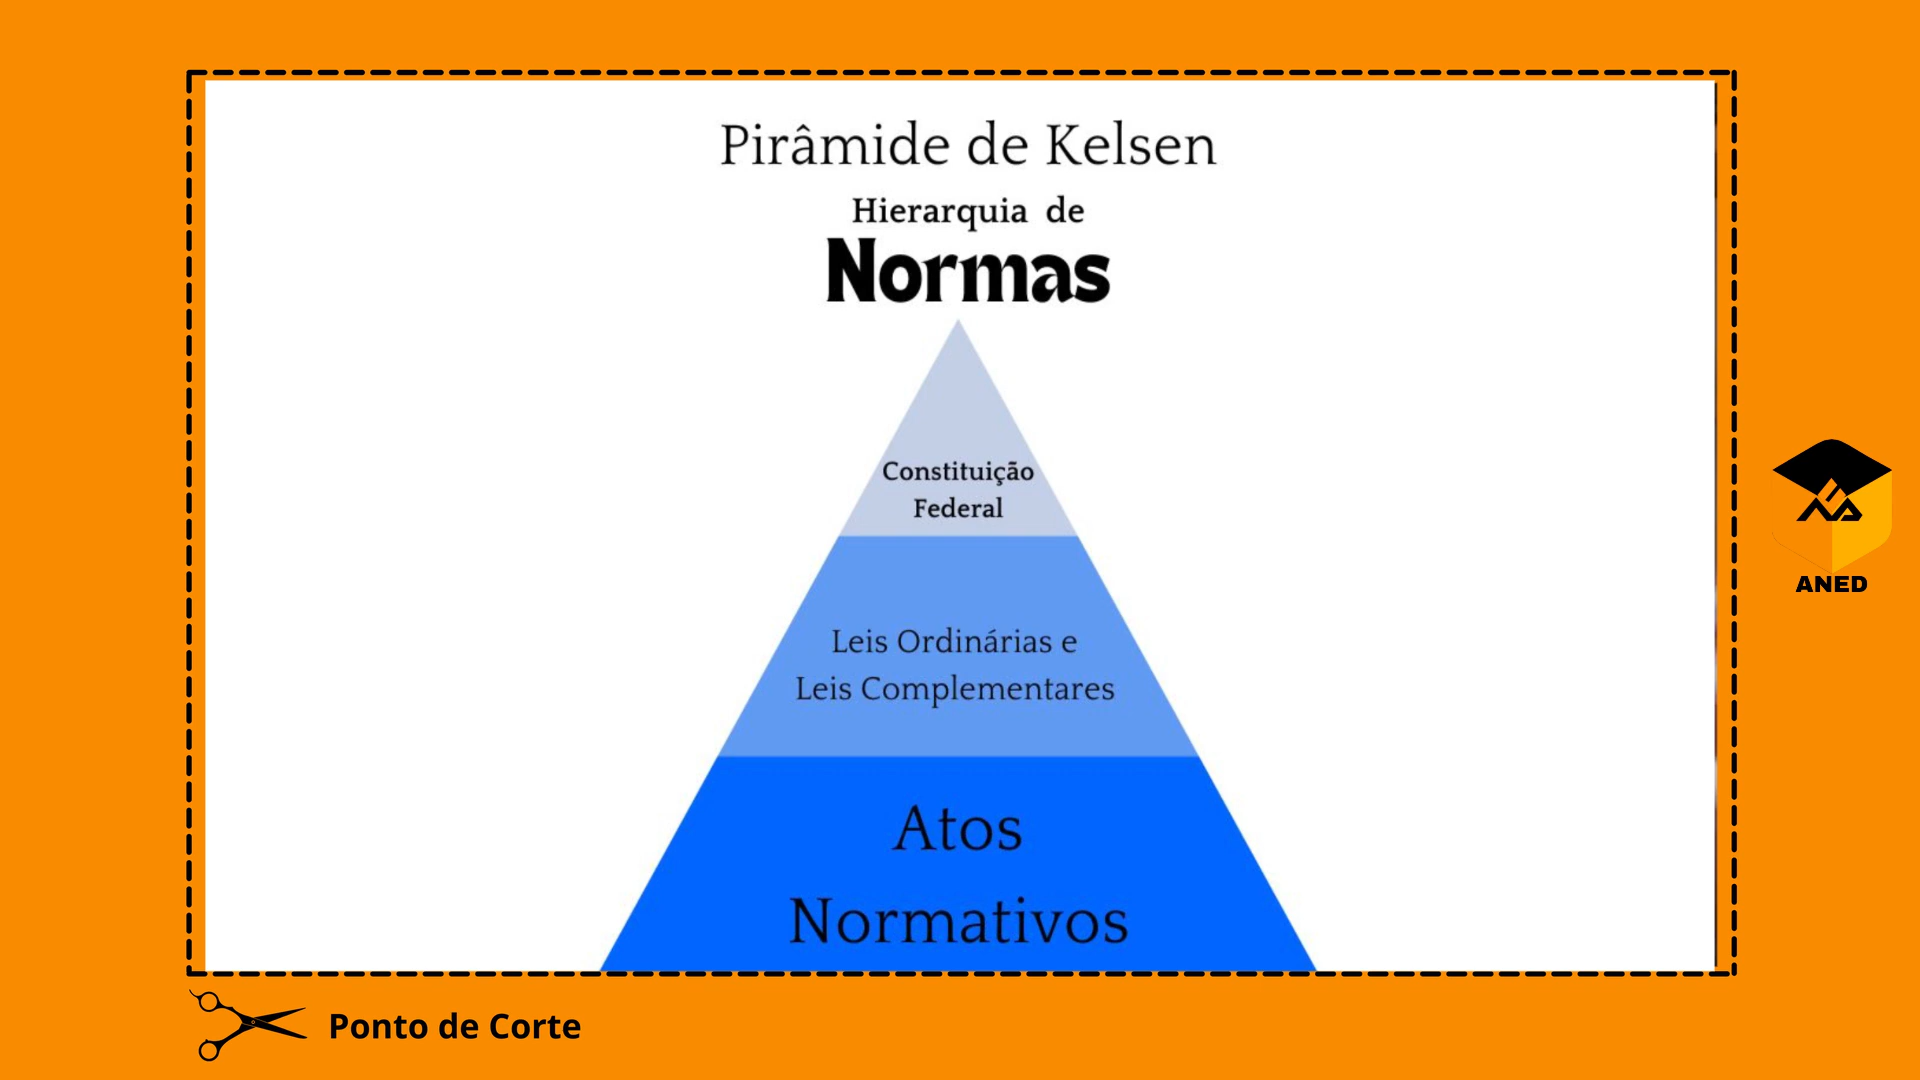 Pirâmide de Kelsen
Hierarquia de
Normas
Constituição
Federal
Leis Ordinárias e
Leis Complementares
Atos
Normativos
ANED
Ponto de Corte